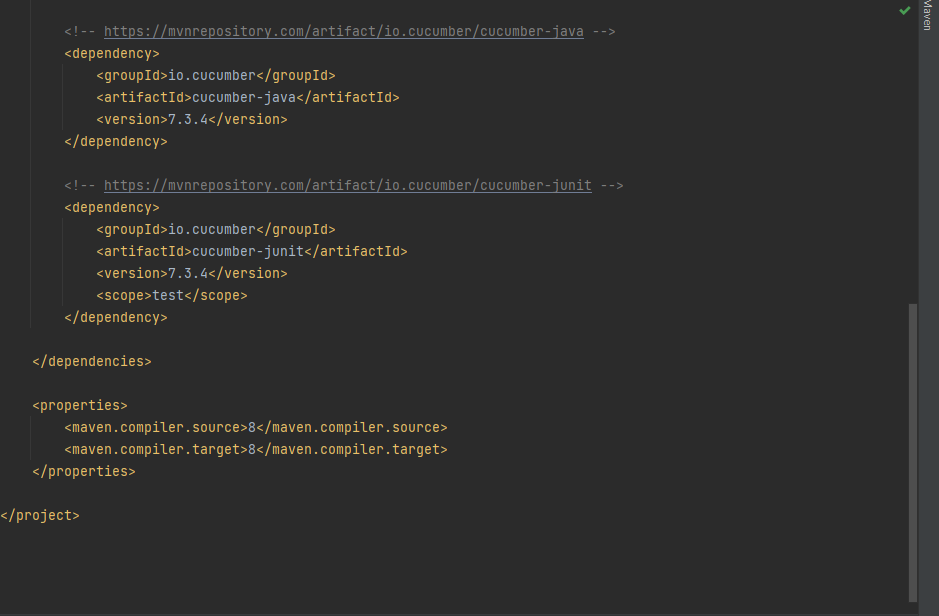 <!-- https://mvnrepository.com/artifact/io.cucumber/cucumber-java -->
<dependency>
<groupId>io.cucumber</groupId>
<artifactId>cucumber-java</artifactId>
<version>7.3.4</version>
</dependency>
<!-- https://mvnrepository.com/artifact/io.cucumber/cucumber-junit -->
<dependency>
<groupId>io.cucumber</groupId>
<artifactId>cucumber-junit</artifactId>
<version>7.3.4</version>
<scope>test</scope>
</dependency>
</dependencies>
<properties>
<maven.compiler.source>8</maven.compiler.source>
<maven.compiler.target>8</maven.compiler.target>
</properties>
</project>
Maven